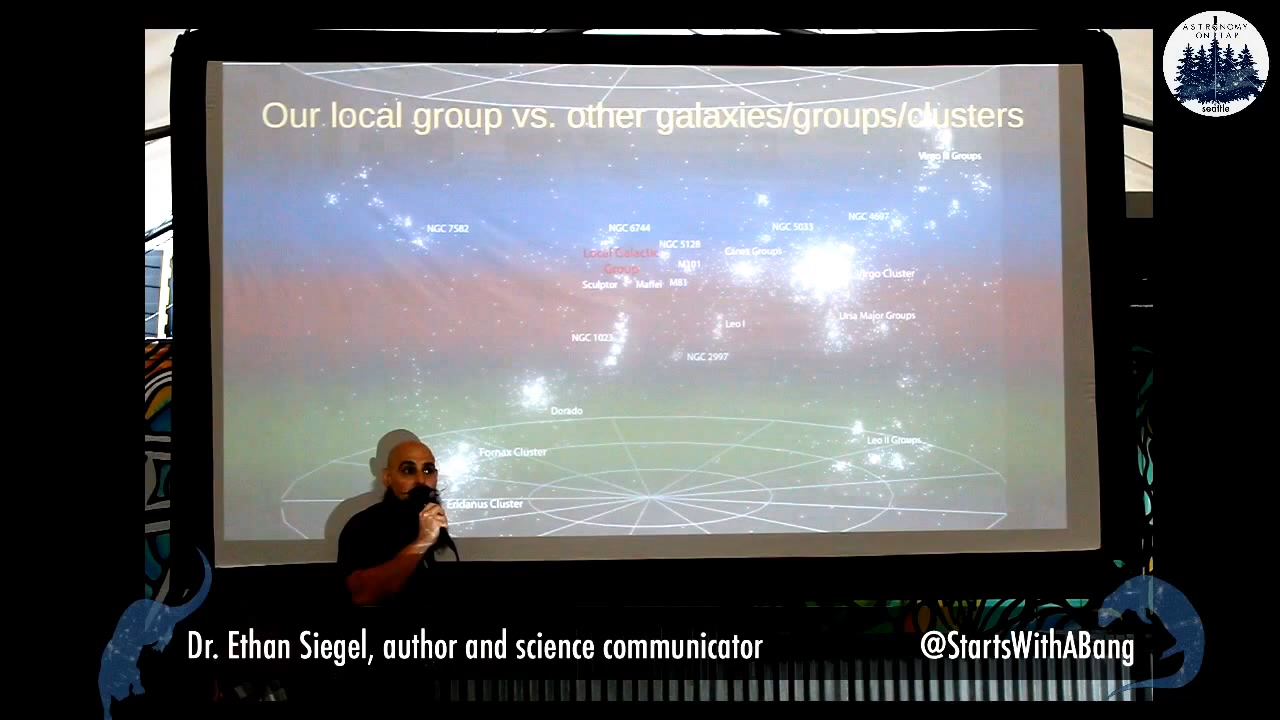 ASTRONOMY
ON TAP
seattle
Our local group vs. other galaxies/groups/clusters
Virgo III Groups
NGC 7582
NGC 6744
NGC 5033
NGC 4697
NGC 5128
Local Galactic
Group
Canes Groups
M101
Virgo Cluster
Sculptor
Maffei
M81
Ursa Major Groups
Leo I
NGC 1023
NGC 2997
Dorado
Leo II Groups
Fornax Cluster
Eridanus Cluster
Dr. Ethan Siegel, author and science communicator
@StartsWithABang